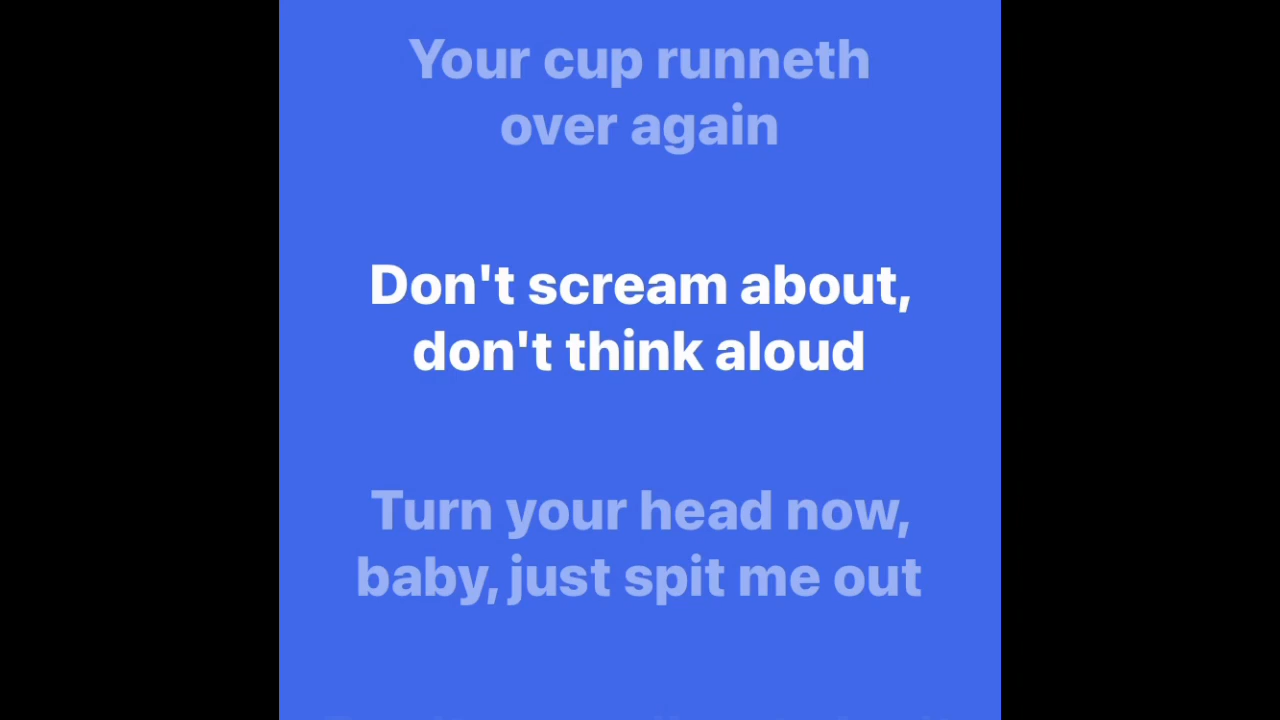 Your cup runneth
over again
Don't scream about,
don't think aloud
Turn your head now,
baby, just spit me out